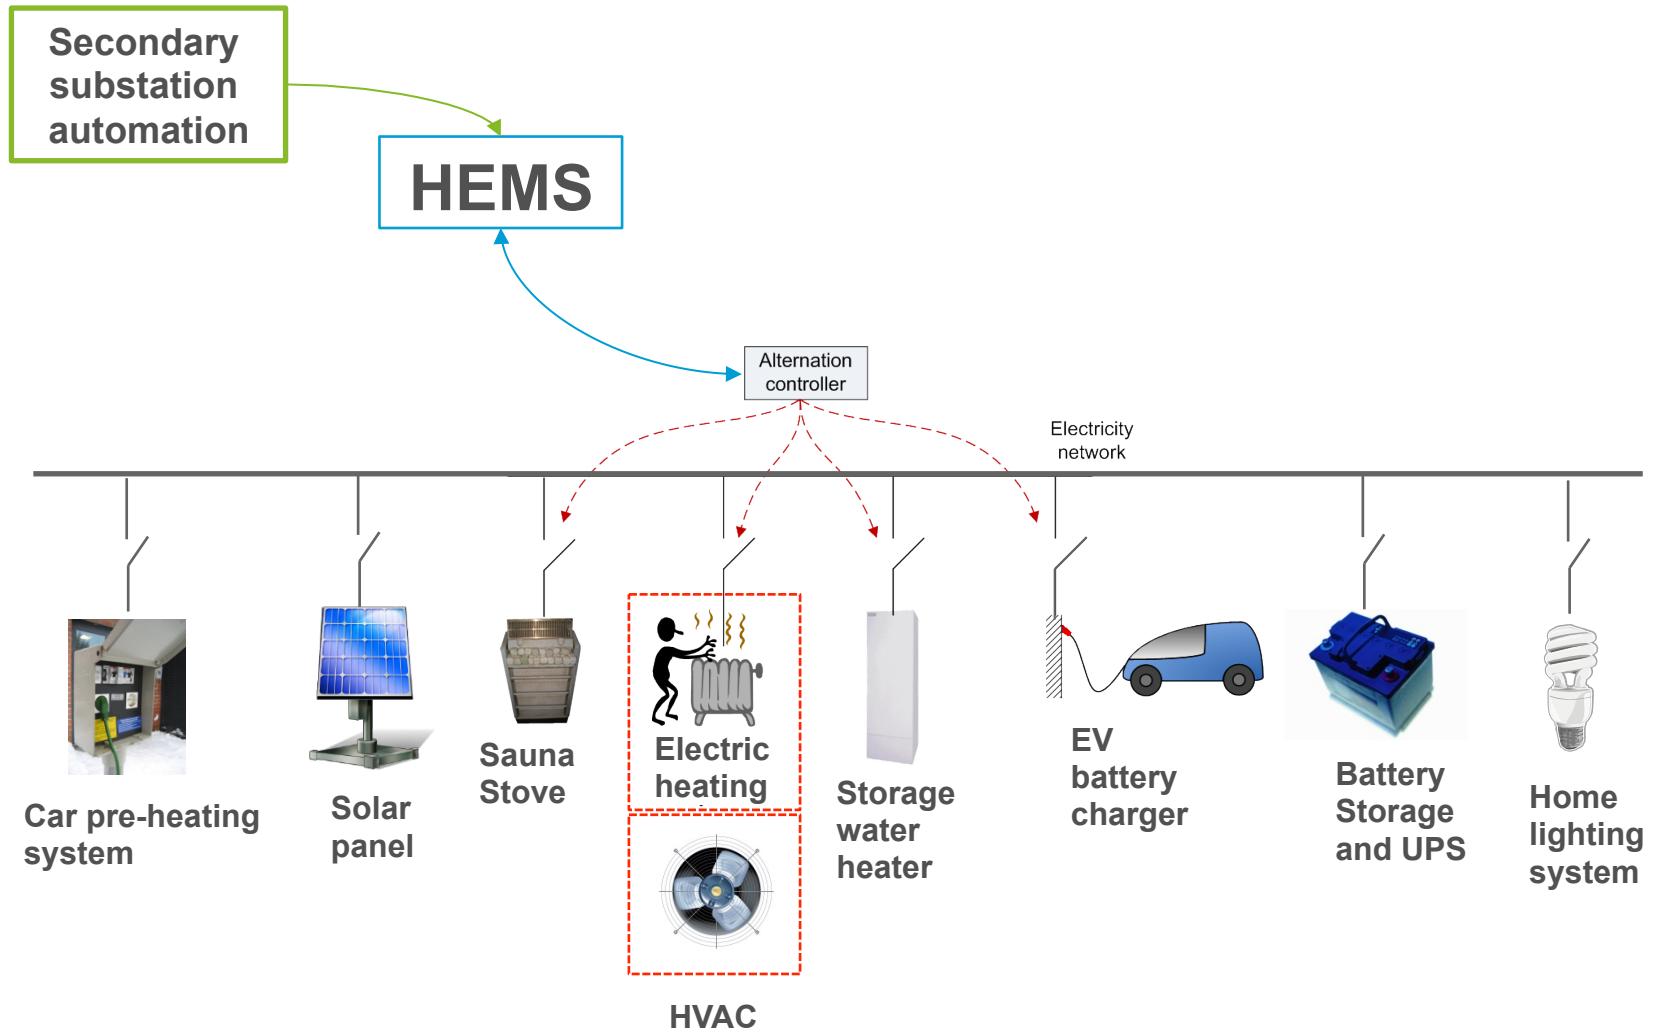 Secondary
substation
automation
HEMS
Alternation
controller
Electricity
network
Car pre-heating
system
Solar
panel
Sauna
Stove
Electric
heating
HVAC
Storage
water
heater
EV
battery
charger
Battery
Storage
and UPS
Home
lighting
system